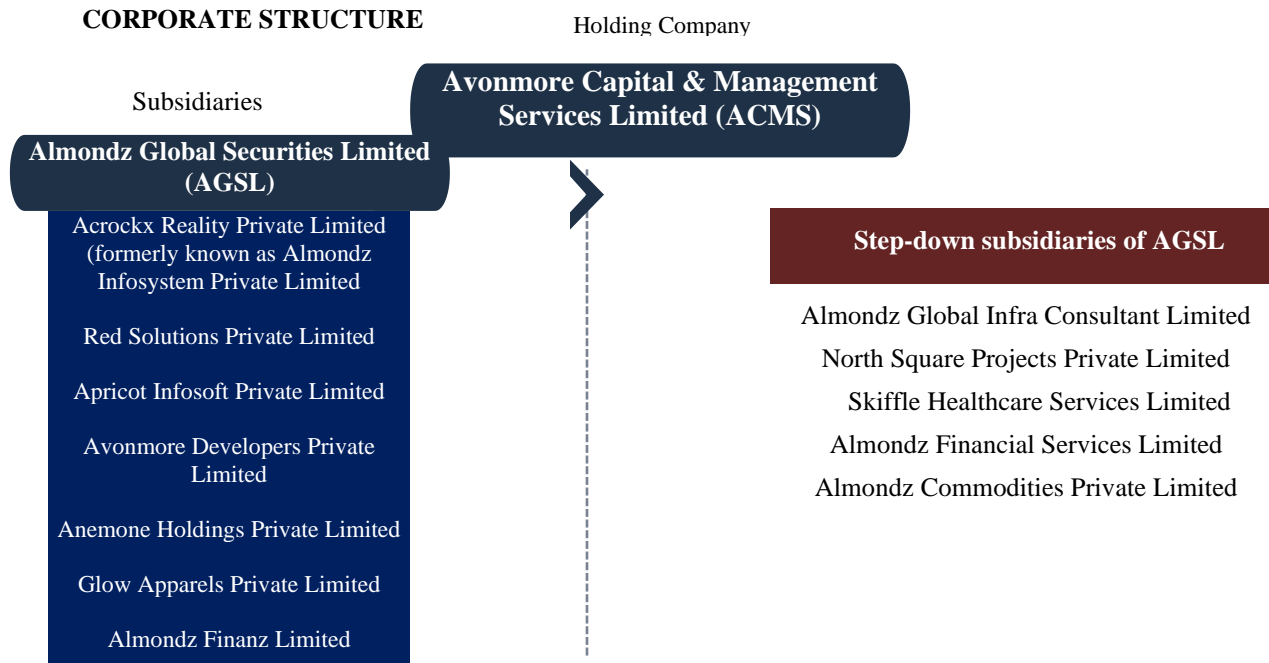 CORPORATE STRUCTURE
Holding Company
Avonmore Capital & Management
Services Limited (ACMS)
Subsidiaries
Almondz Global Securities Limited
(AGSL)
Acrockx Reality Private Limited
(formerly known as Almondz
Infosystem Private Limited
Red Solutions Private Limited
Apricot Infosoft Private Limited
Avonmore Developers Private
Limited
Anemone Holdings Private Limited
Glow Apparels Private Limited
Almondz Finanz Limited
Step-down subsidiaries of AGSL
Almondz Global Infra Consultant Limited
North Square Projects Private Limited
Skiffle Healthcare Services Limited
Almondz Financial Services Limited
Almondz Commodities Private Limited